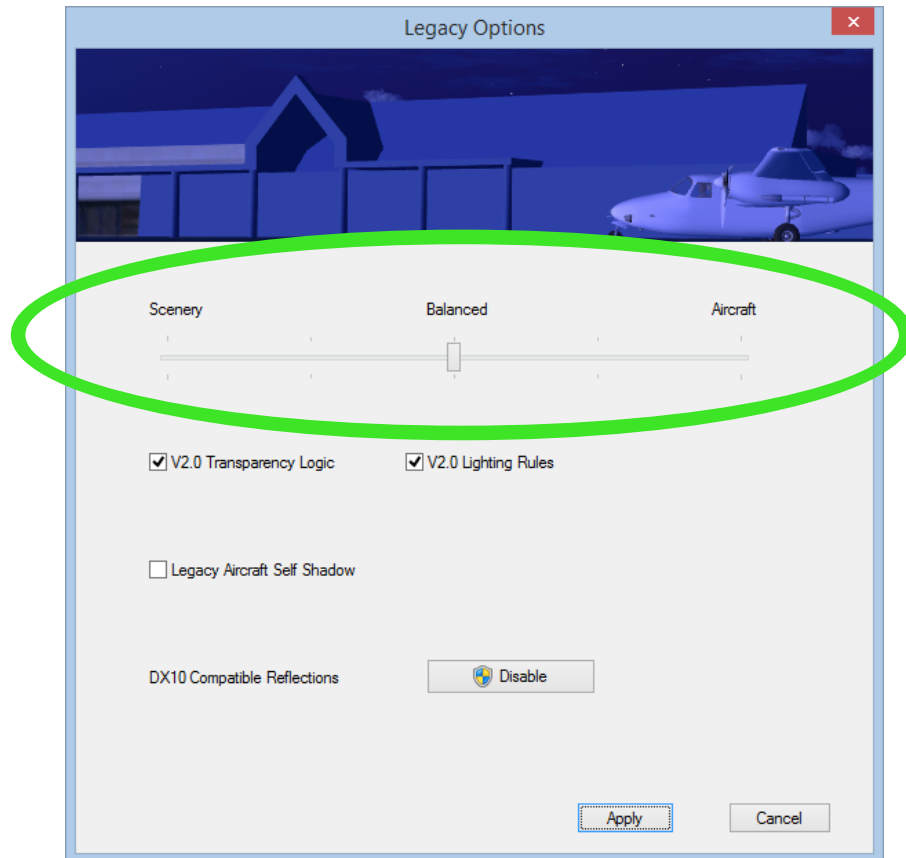 Legacy Options
Scenery Balanced Aircraft
V2.0 Transparency Logic V2.0 Lighting Rules
Legacy Aircraft Self Shadow
DX10 Compatible Reflections Disable
Apply Cancel